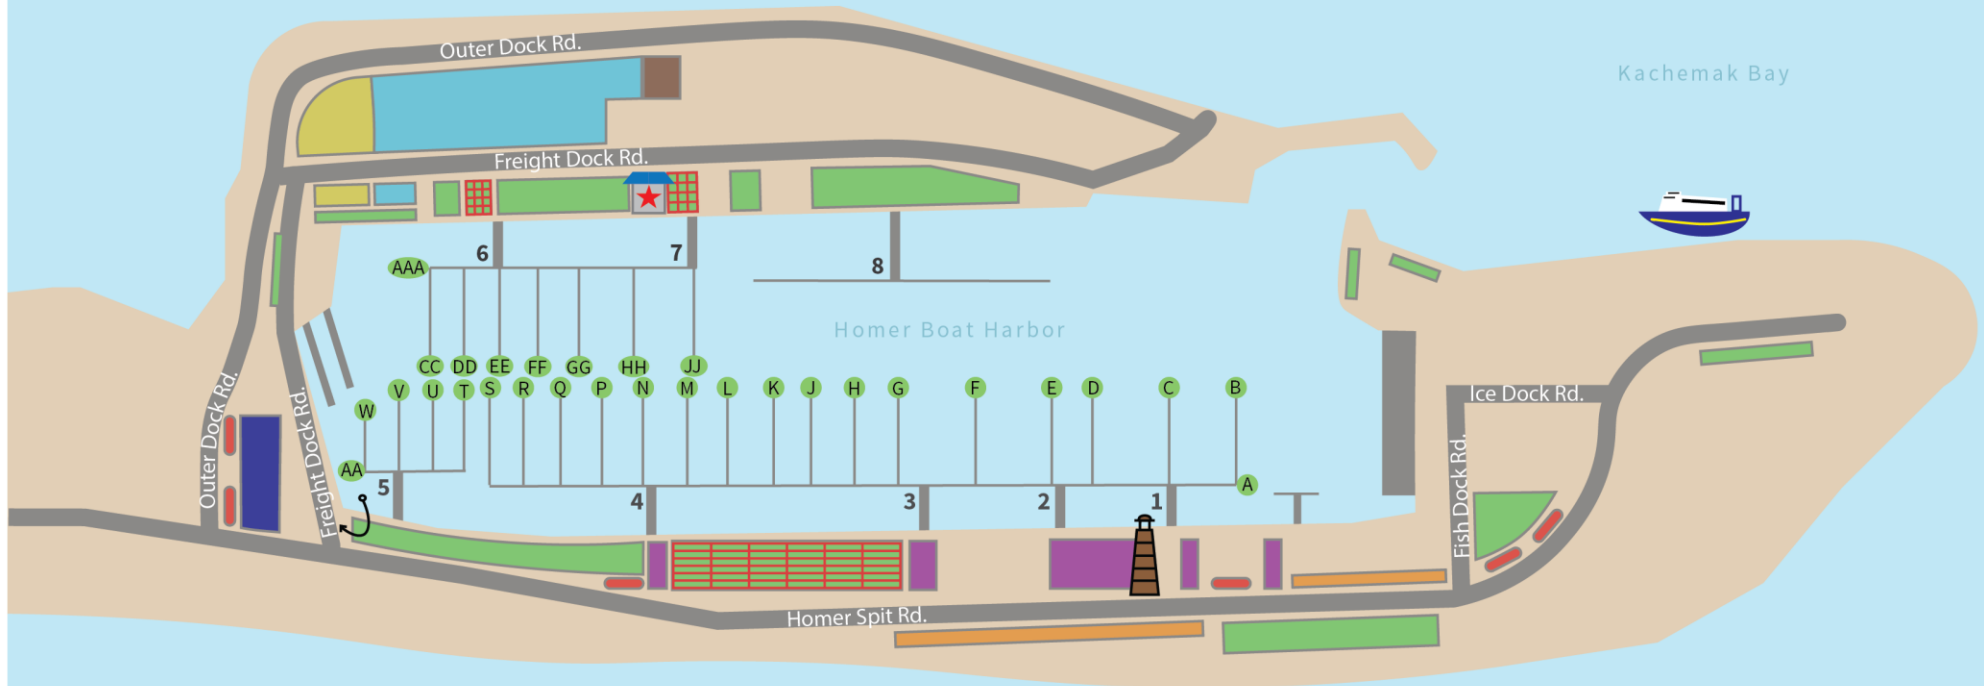 Outer Dock Rd.
Kachemak Bay
Freight Dock Rd.
6
7
8
AAA
Homer Boat Harbor
CC
DD
EE
FF
GG
HH
JJ
W
V
U
T
S
R
Q
P
N
M
L
K
J
H
G
F
E
D
C
B
Ice Dock Rd.
Outer Dock Rd.
Freight Dock Rd.
Fish Dock Rd.
AA
A
5
4
3
2
1
Homer Spit Rd.